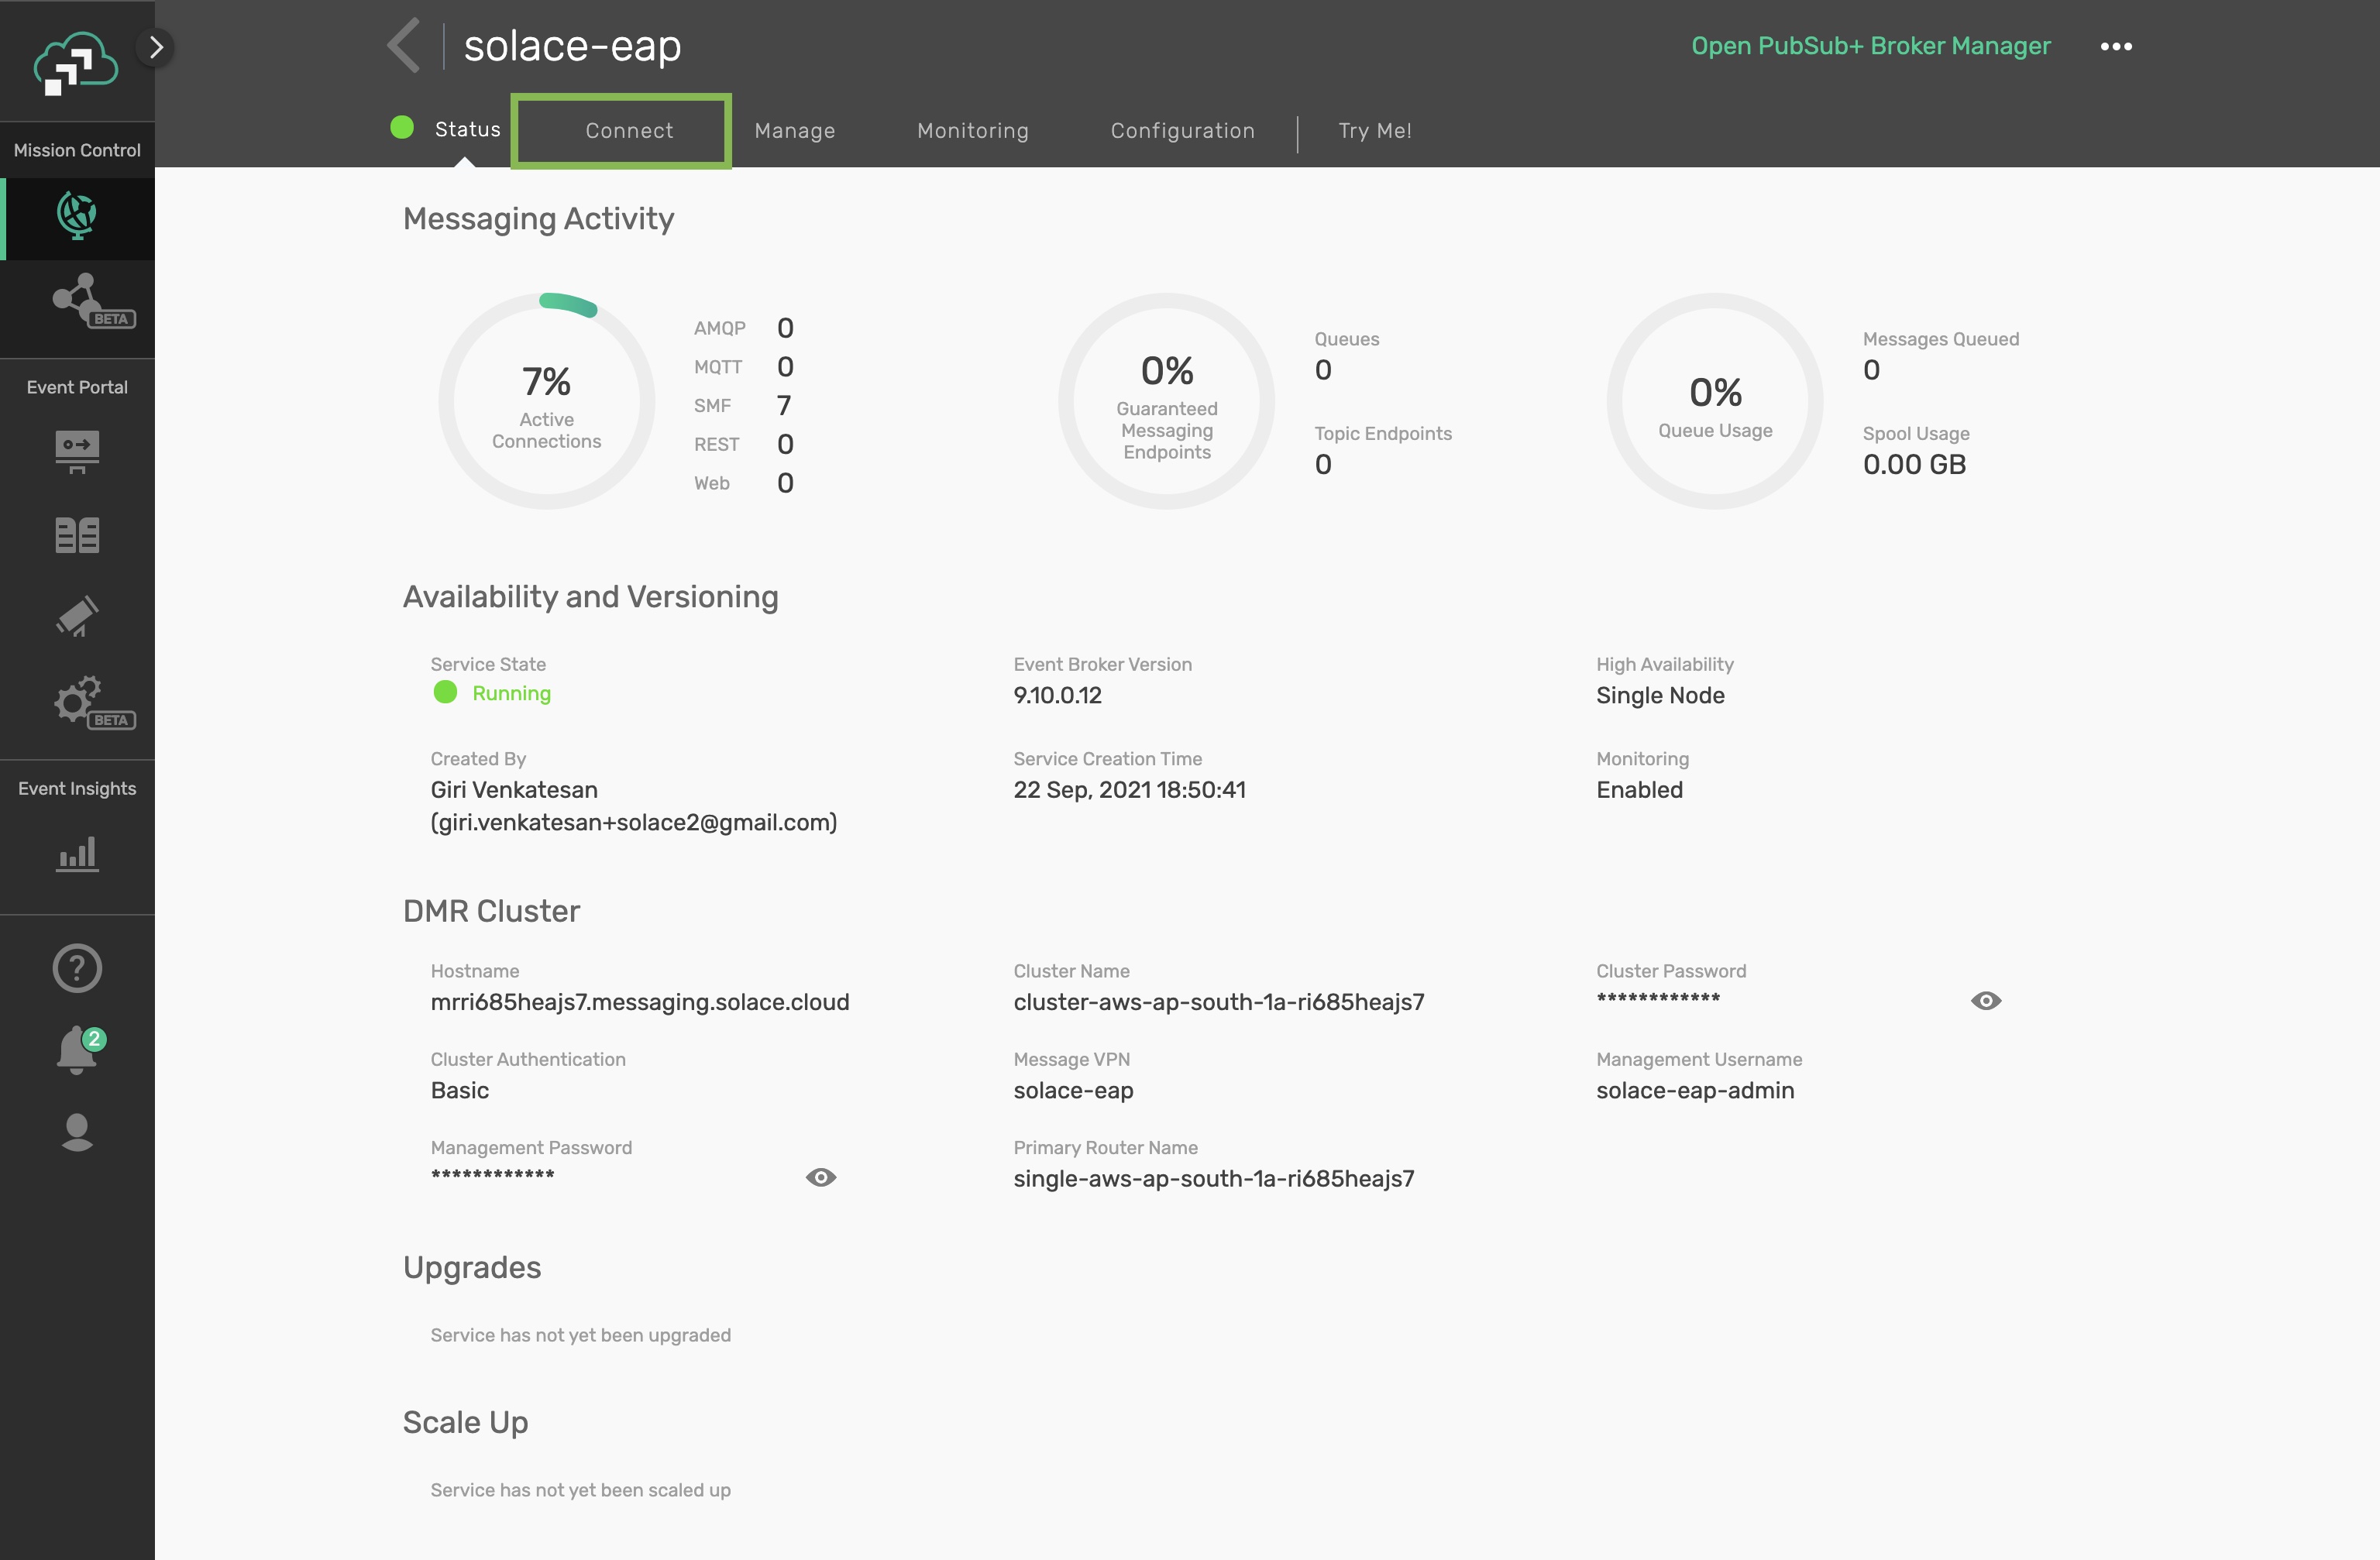 solace-eap
Open PubSub+ Broker Manager
Status
Connect
Manage
Monitoring
Configuration
Try Me!
Mission Control
BETA
Event Portal
BETA
Event Insights
?
2
Messaging Activity
7%
Active
Connections
AMQP 0
MQTT 0
SMF 7
REST 0
Web 0
0%
Guaranteed
Messaging
Endpoints
Queues
0
Topic Endpoints
0
0%
Queue Usage
Messages Queued
0
Spool Usage
0.00 GB
Availability and Versioning
Service State
Running
Event Broker Version
9.10.0.12
High Availability
Single Node
Created By
Giri Venkatesan
(giri.venkatesan+solace2@gmail.com)
Service Creation Time
22 Sep, 2021 18:50:41
Monitoring
Enabled
DMR Cluster
Hostname
mrri685heajs7.messaging.solace.cloud
Cluster Name
cluster-aws-ap-south-1a-ri685heajs7
Cluster Password
************
Cluster Authentication
Basic
Message VPN
solace-eap
Management Username
solace-eap-admin
Management Password
************
Primary Router Name
single-aws-ap-south-1a-ri685heajs7
Upgrades
Service has not yet been upgraded
Scale Up
Service has not yet been scaled up